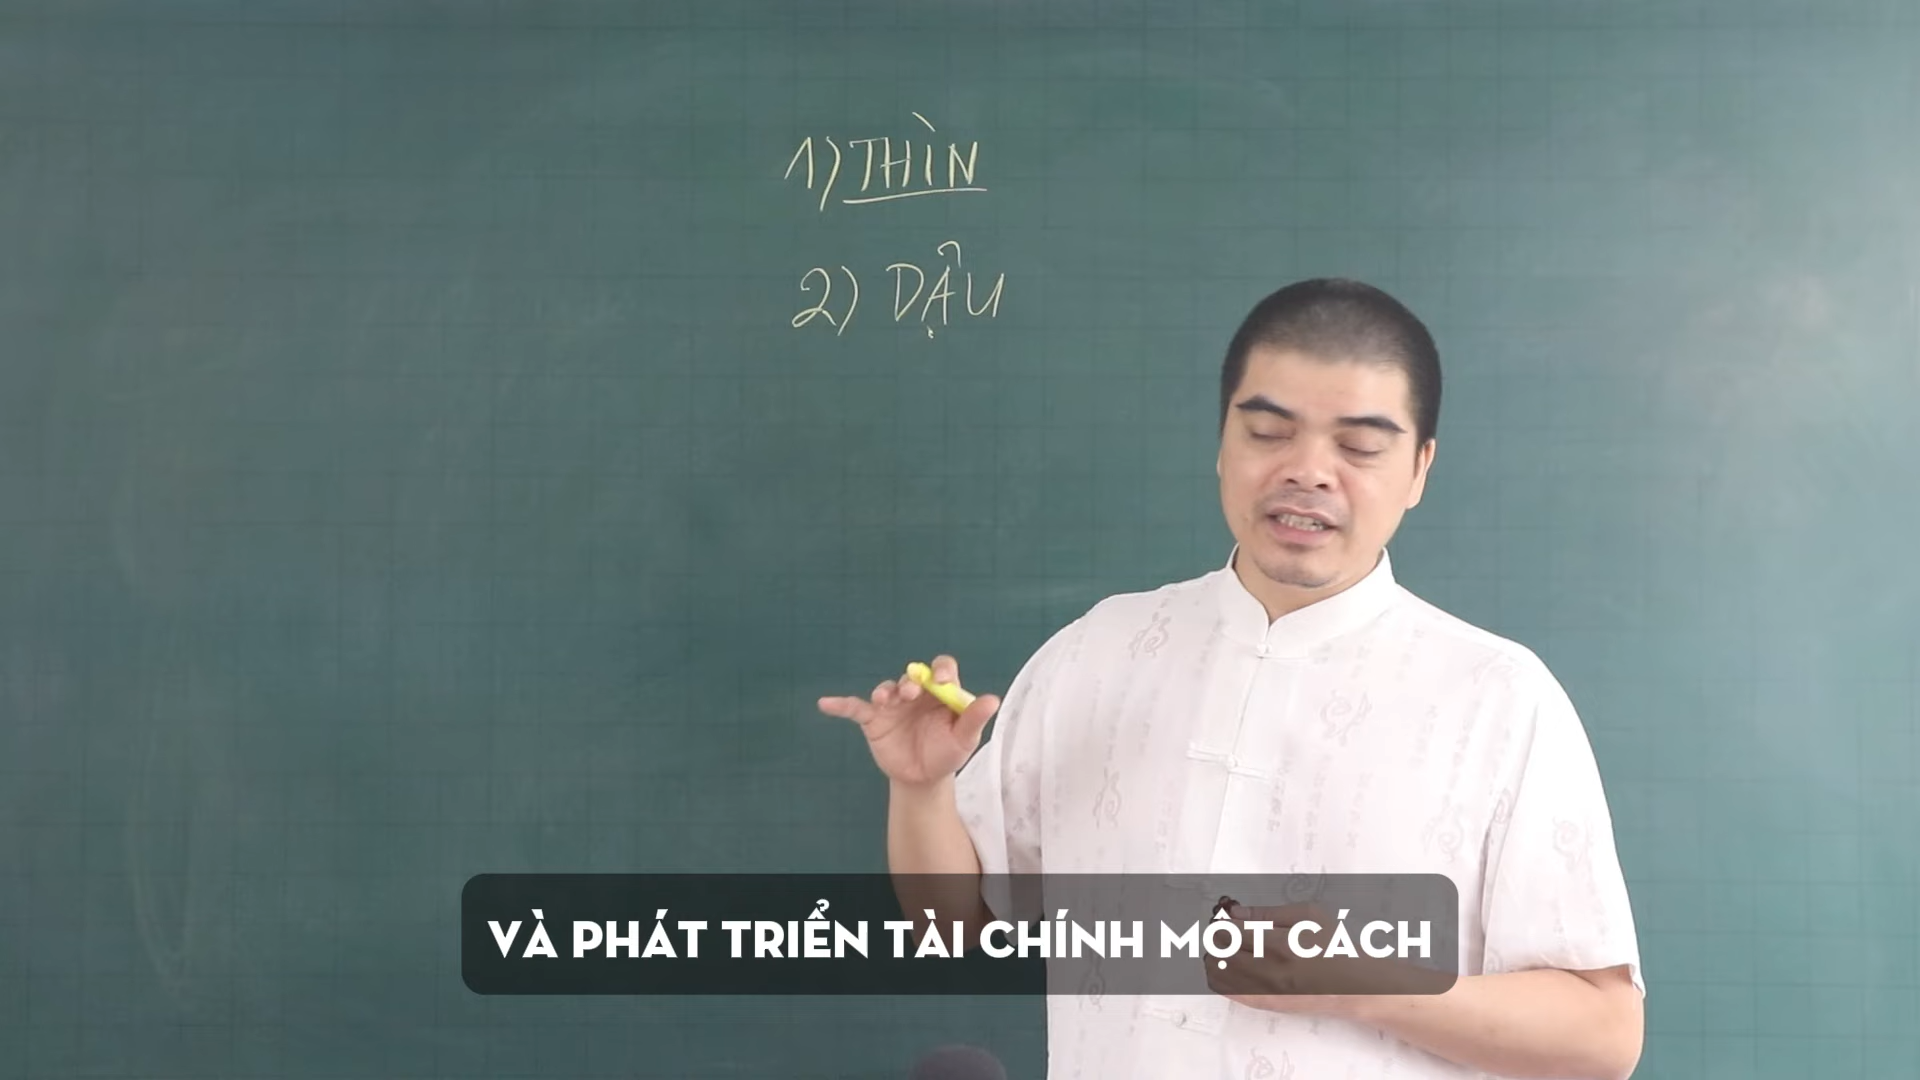 1) THÌN
2) DẬU
VÀ PHÁT TRIỂN TÀI CHÍNH MỘT CÁCH